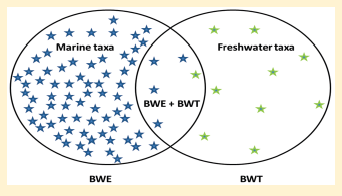 Marine taxa
Freshwater taxa
BWE + BWT
BWE
BWT